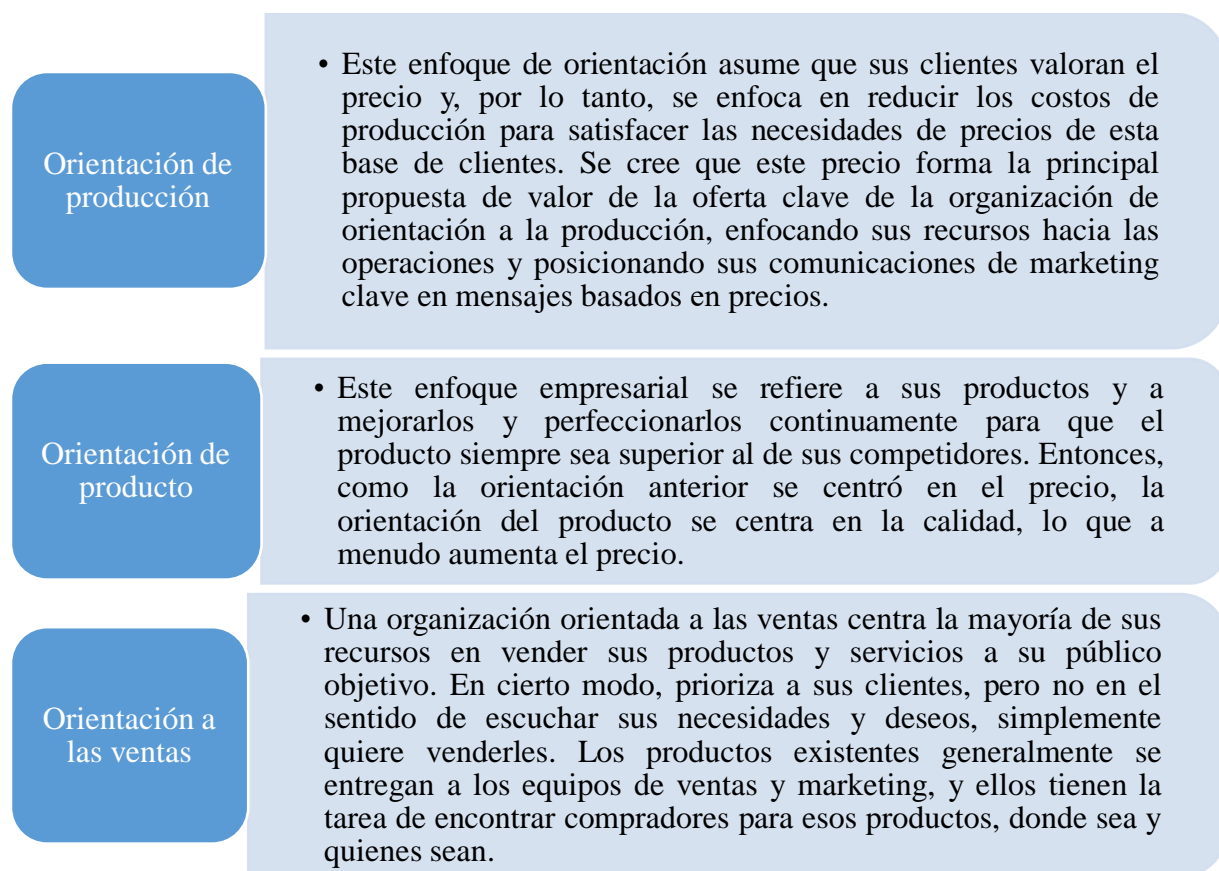 Orientación de
producción
• Este enfoque de orientación asume que sus clientes valoran el
precio y, por lo tanto, se enfoca en reducir los costos de
producción para satisfacer las necesidades de precios de esta
base de clientes. Se cree que este precio forma la principal
propuesta de valor de la oferta clave de la organización de
orientación a la producción, enfocando sus recursos hacia las
operaciones y posicionando sus comunicaciones de marketing
clave en mensajes basados en precios.
Orientación de
producto
• Este enfoque empresarial se refiere a sus productos y a
mejorarlos y perfeccionarlos continuamente para que el
producto siempre sea superior al de sus competidores. Entonces,
como la orientación anterior se centró en el precio, la
orientación del producto se centra en la calidad, lo que a
menudo aumenta el precio.
Orientación a
las ventas
• Una organización orientada a las ventas centra la mayoría de sus
recursos en vender sus productos y servicios a su público
objetivo. En cierto modo, prioriza a sus clientes, pero no en el
sentido de escuchar sus necesidades y deseos, simplemente
quiere venderles. Los productos existentes generalmente se
entregan a los equipos de ventas y marketing, y ellos tienen la
tarea de encontrar compradores para esos productos, donde sea y
quienes sean.